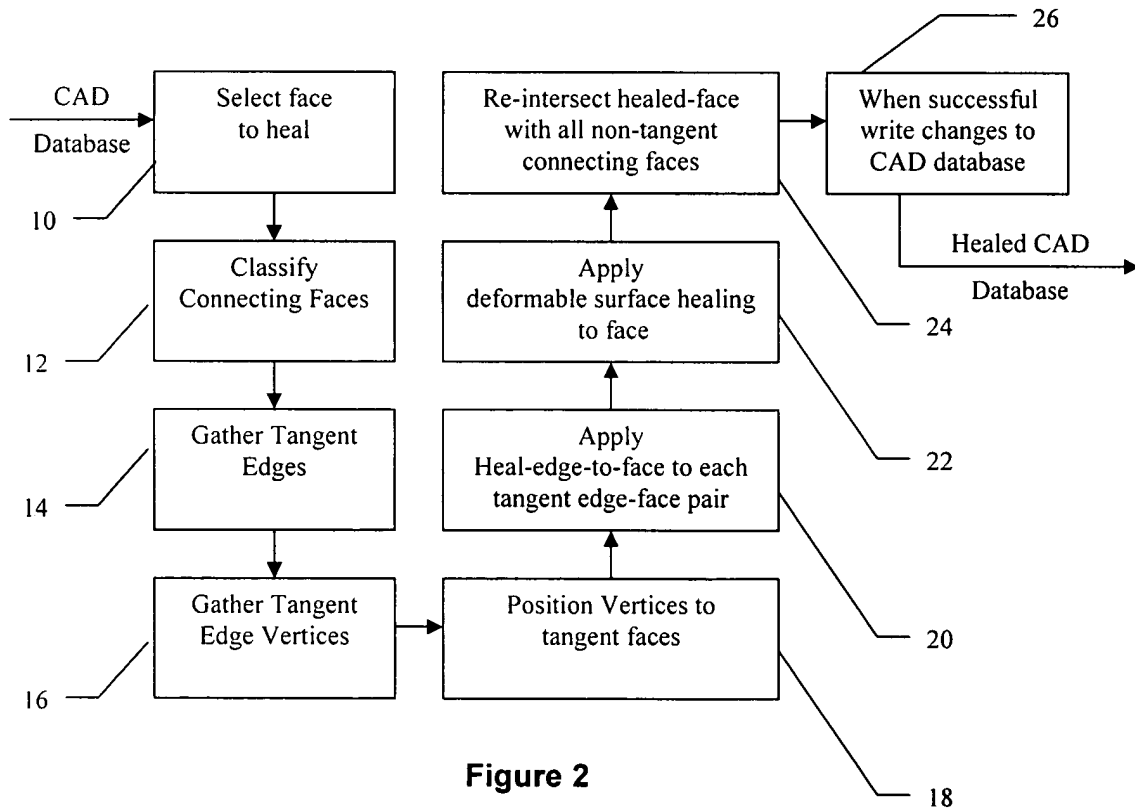 CAD
Database
Select face
to heal
10
Classify
Connecting Faces
12
Gather Tangent
Edges
14
Gather Tangent
Edge Vertices
16
Position Vertices to
tangent faces
18
Apply
Heal-edge-to-face to each
tangent edge-face pair
20
Apply
deformable surface healing
to face
22
Re-intersect healed-face
with all non-tangent
connecting faces
24
When successful
write changes to
CAD database
26
Healed CAD
Database
Figure 2